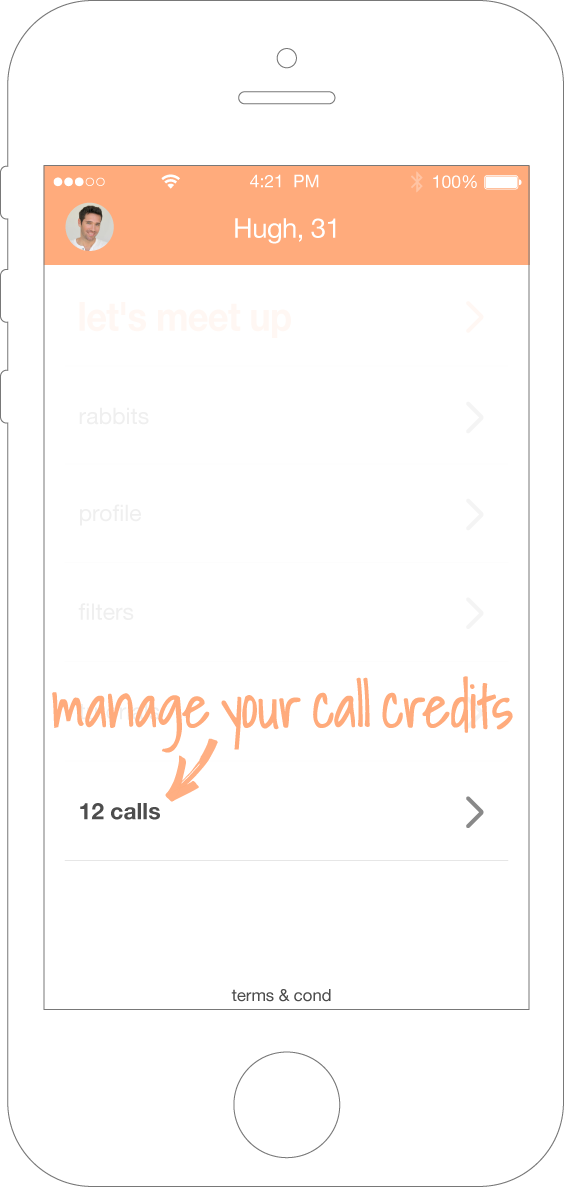 4:21 PM
100%
Hugh, 31
let's meet up
rabbits
profile
filters
manage your call credits
12 calls
terms & cond